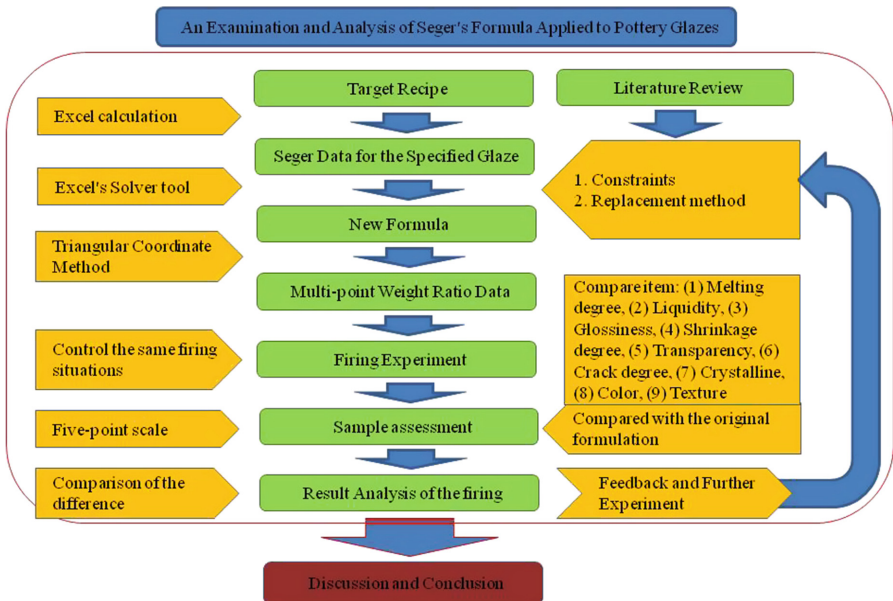 An Examination and Analysis of Seger's Formula Applied to Pottery Glazes
Target Recipe
Literature Review
Excel calculation
Seger Data for the Specified Glaze
Excel's Solver tool
1. Constraints
2. Replacement method
New Formula
Triangular Coordinate
Method
Multi-point Weight Ratio Data
Compare item: (1) Melting
degree, (2) Liquidity, (3)
Glossiness, (4) Shrinkage
degree, (5) Transparency, (6)
Crack degree, (7) Crystalline,
(8) Color, (9) Texture
Control the same firing
situations
Firing Experiment
Five-point scale
Sample assessment
Compared with the original
formulation
Comparison of the
difference
Result Analysis of the firing
Feedback and Further
Experiment
Discussion and Conclusion